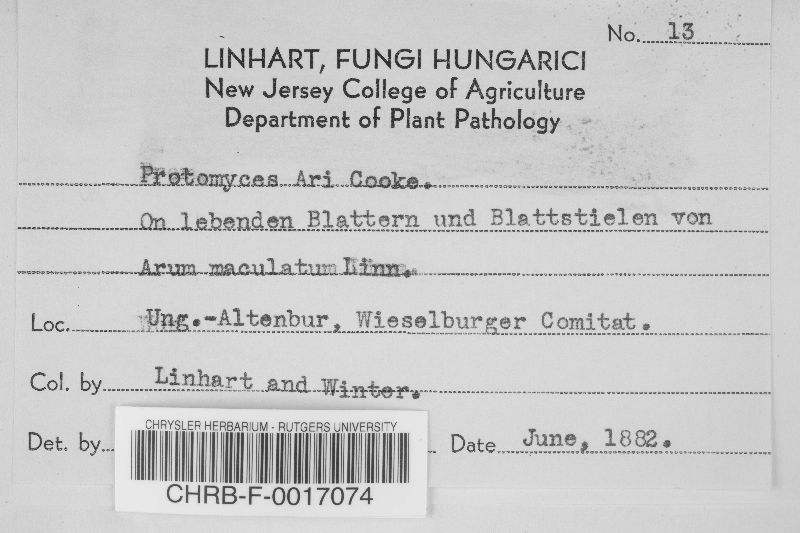 No. 13
LINHART, FUNGI HUNGARICI
New Jersey College of Agriculture
Department of Plant Pathology
Protomyces Ari Cooke.
On lebenden Blattern und Blattstielen von
Arum maculatum Linn.
Loc. Ung.-Altenbur, Wieselburger Comitat.
Col. by Linhart and Winter.
Det. by
Date June, 1882.
CHRYSLER HERBARIUM - RUTGERS UNIVERSITY
CHRB-F-0017074